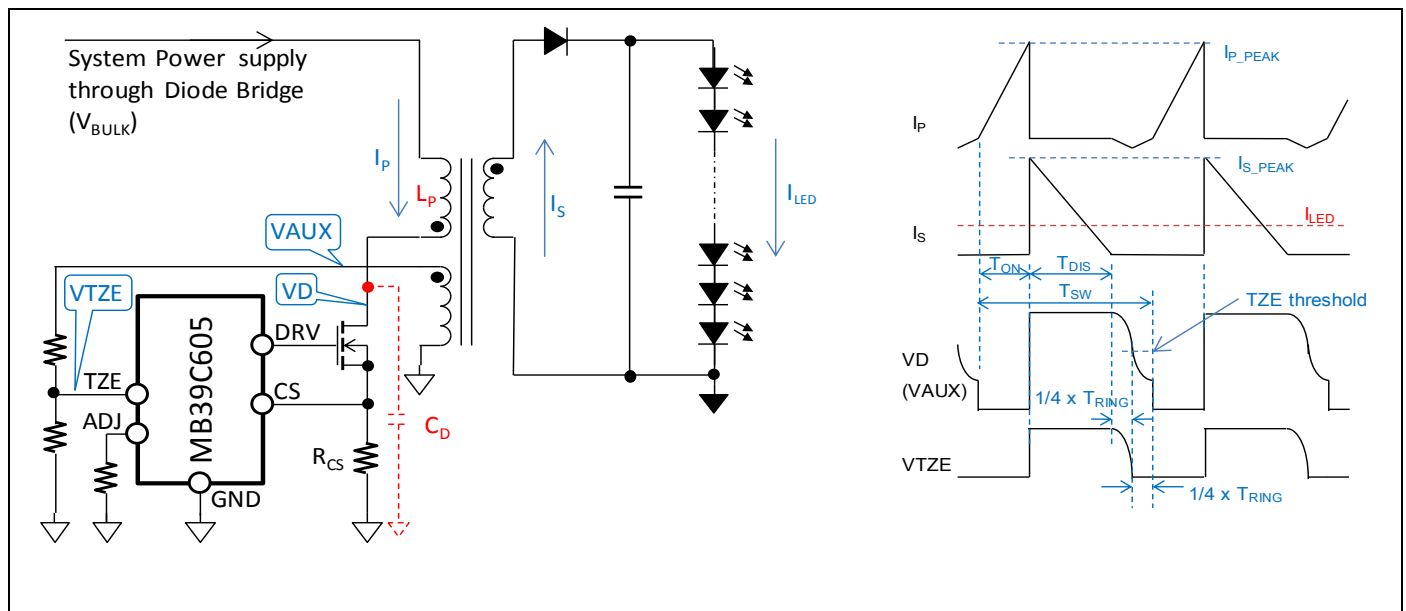 System Power supply
through Diode Bridge
(VBULK)
IP
LP
IS
ILED
VAUX
VTZE
VD
MB39C605
DRV
TZE
CS
ADJ
CD
RCS
GND
IP_PEAK
IP
IS_PEAK
ILED
IS
TON
TDIS
TSW
TZE threshold
VD
(VAUX)
1/4 x TRING
VTZE
1/4 x TRING